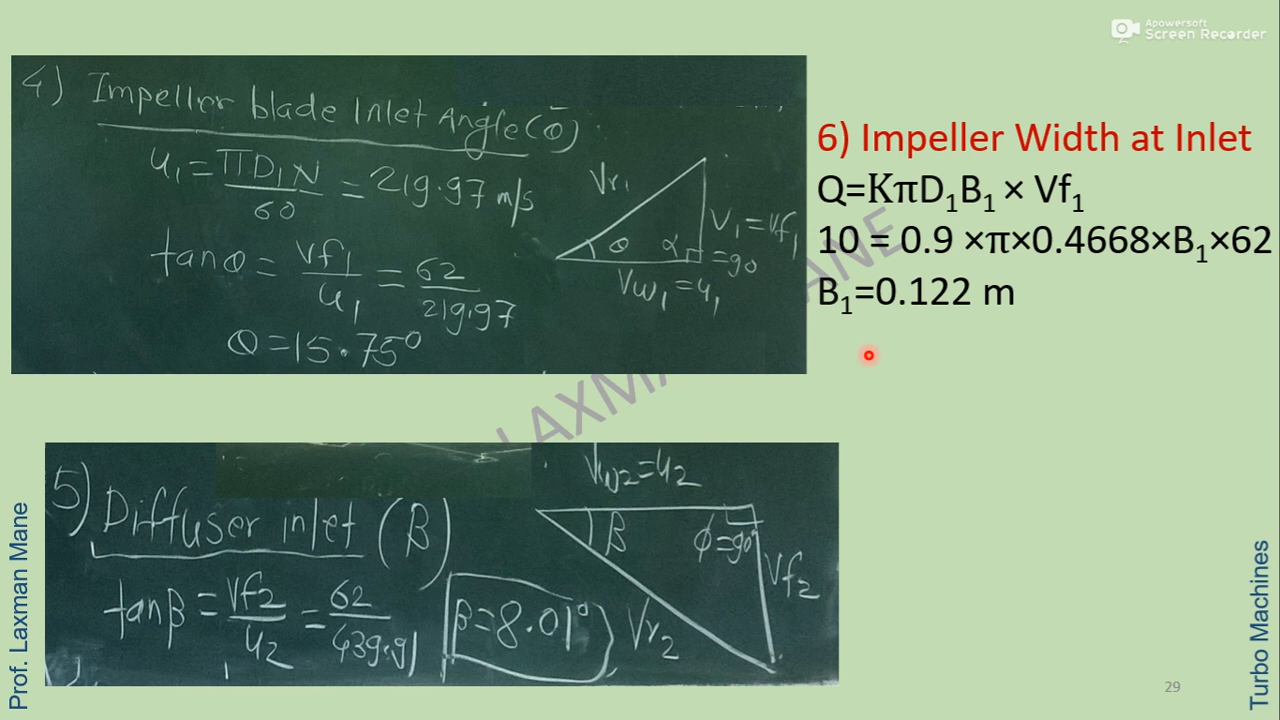 Apowersoft
Screen Recorder
4) Impeller blade Inlet Angle (θ)
u₁ = πD₁N / 60 = 219.97 m/s
tanθ = Vf₁ / u₁ = 62 / 219.97
θ = 15.75°
Vr₁
V₁ = Vf₁
θ
α = 90
Vw₁ = u₁
6) Impeller Width at Inlet
Q=KπD₁B₁ × Vf₁
10 = 0.9 ×π×0.4668×B₁×62
B₁=0.122 m
LAXMAN MANE
5) Diffuser inlet (β)
tanβ = Vf₂ / u₂ = 62 / 439.91
β = 8.01°
Vw₂ = u₂
β
ϕ = 90°
Vf₂
Vr₂
Prof. Laxman Mane
Turbo Machines
29